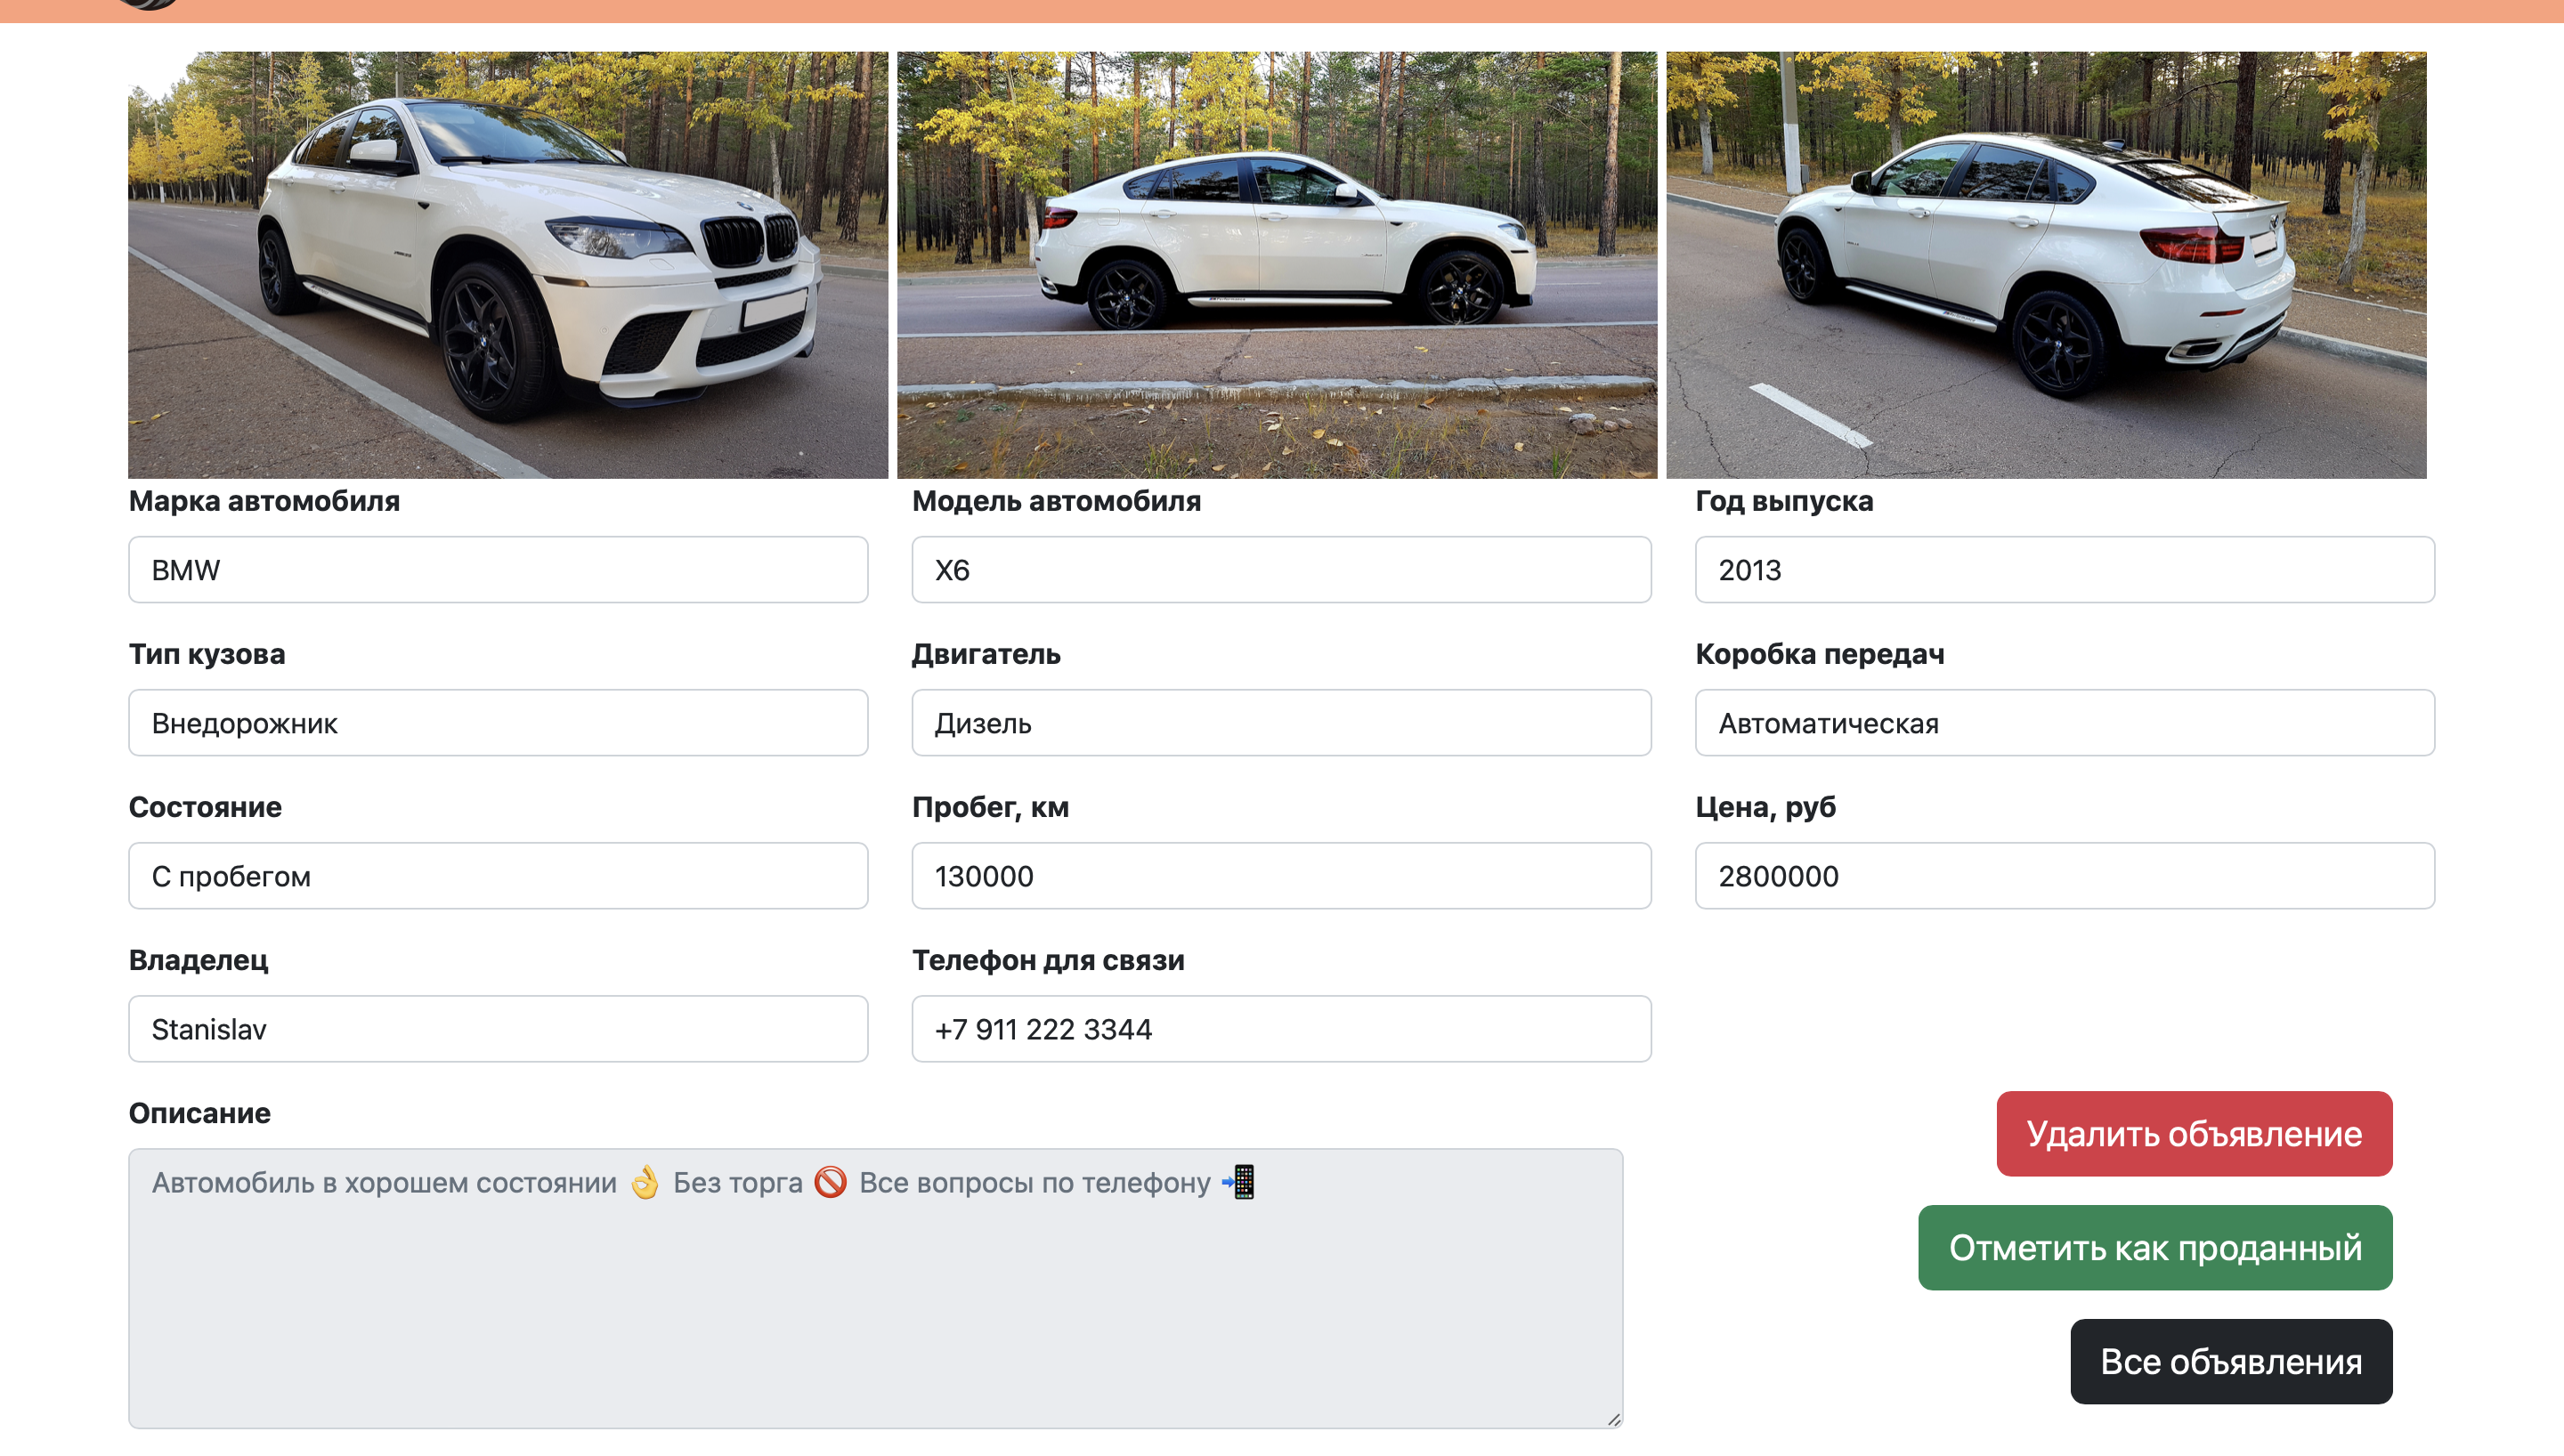 Марка автомобиля
Модель автомобиля
Год выпуска
BMW
X6
2013
Тип кузова
Двигатель
Коробка передач
Внедорожник
Дизель
Автоматическая
Состояние
Пробег, км
Цена, руб
С пробегом
130000
2800000
Владелец
Телефон для связи
Stanislav
+7 911 222 3344
Описание
Автомобиль в хорошем состоянии 👌 Без торга 🚫 Все вопросы по телефону 📲
Удалить объявление
Отметить как проданный
Все объявления